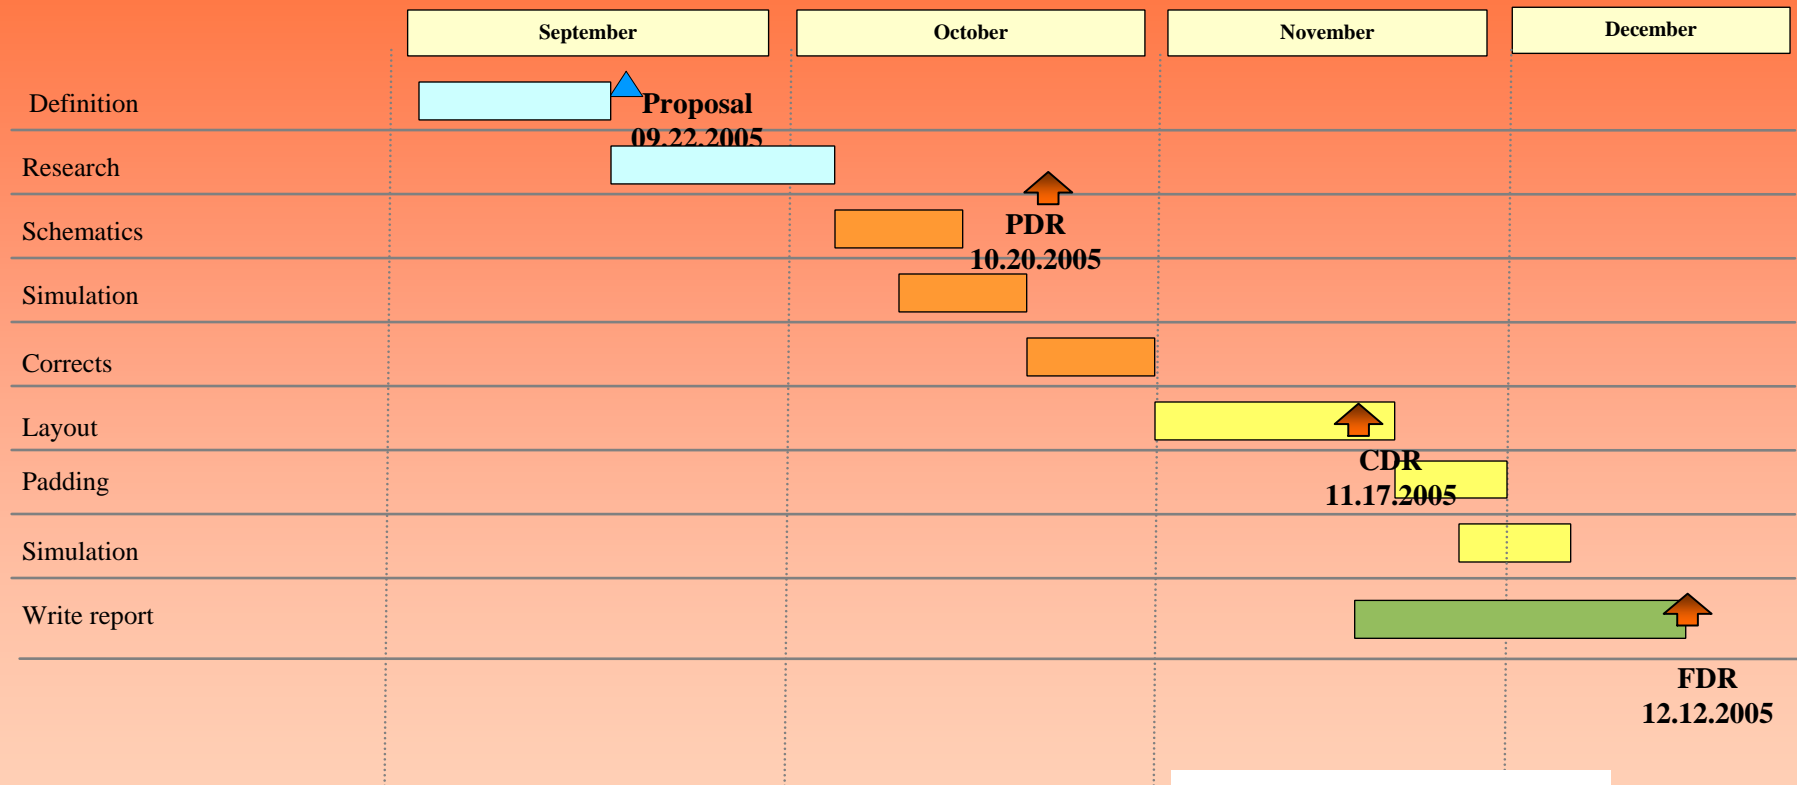 September
October
November
December
Definition
Proposal
09.22.2005
Research
Schematics
PDR
10.20.2005
Simulation
Corrects
Layout
CDR
11.17.2005
Padding
Simulation
Write report
FDR
12.12.2005